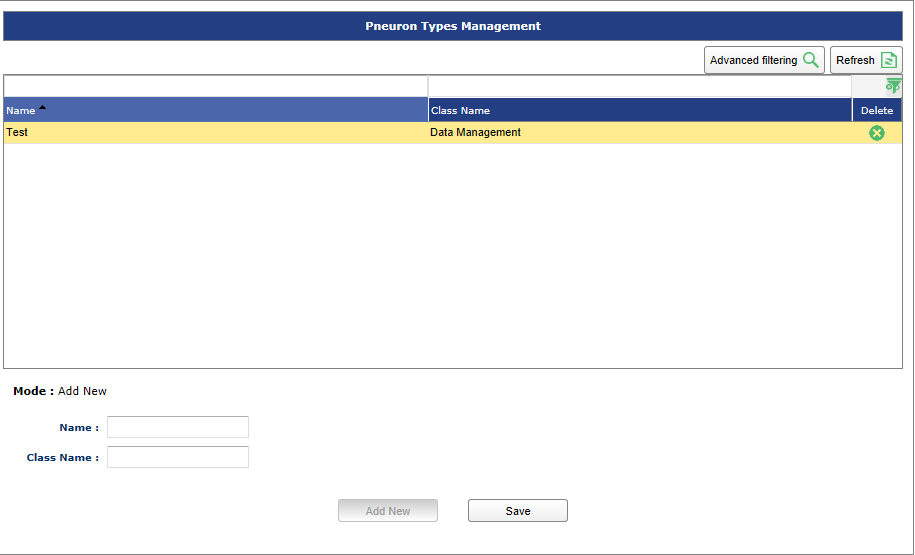 Pneuron Types Management
Advanced filtering Refresh
Name Class Name Delete
Test Data Management
Mode : Add New
Name :
Class Name :
Add New Save